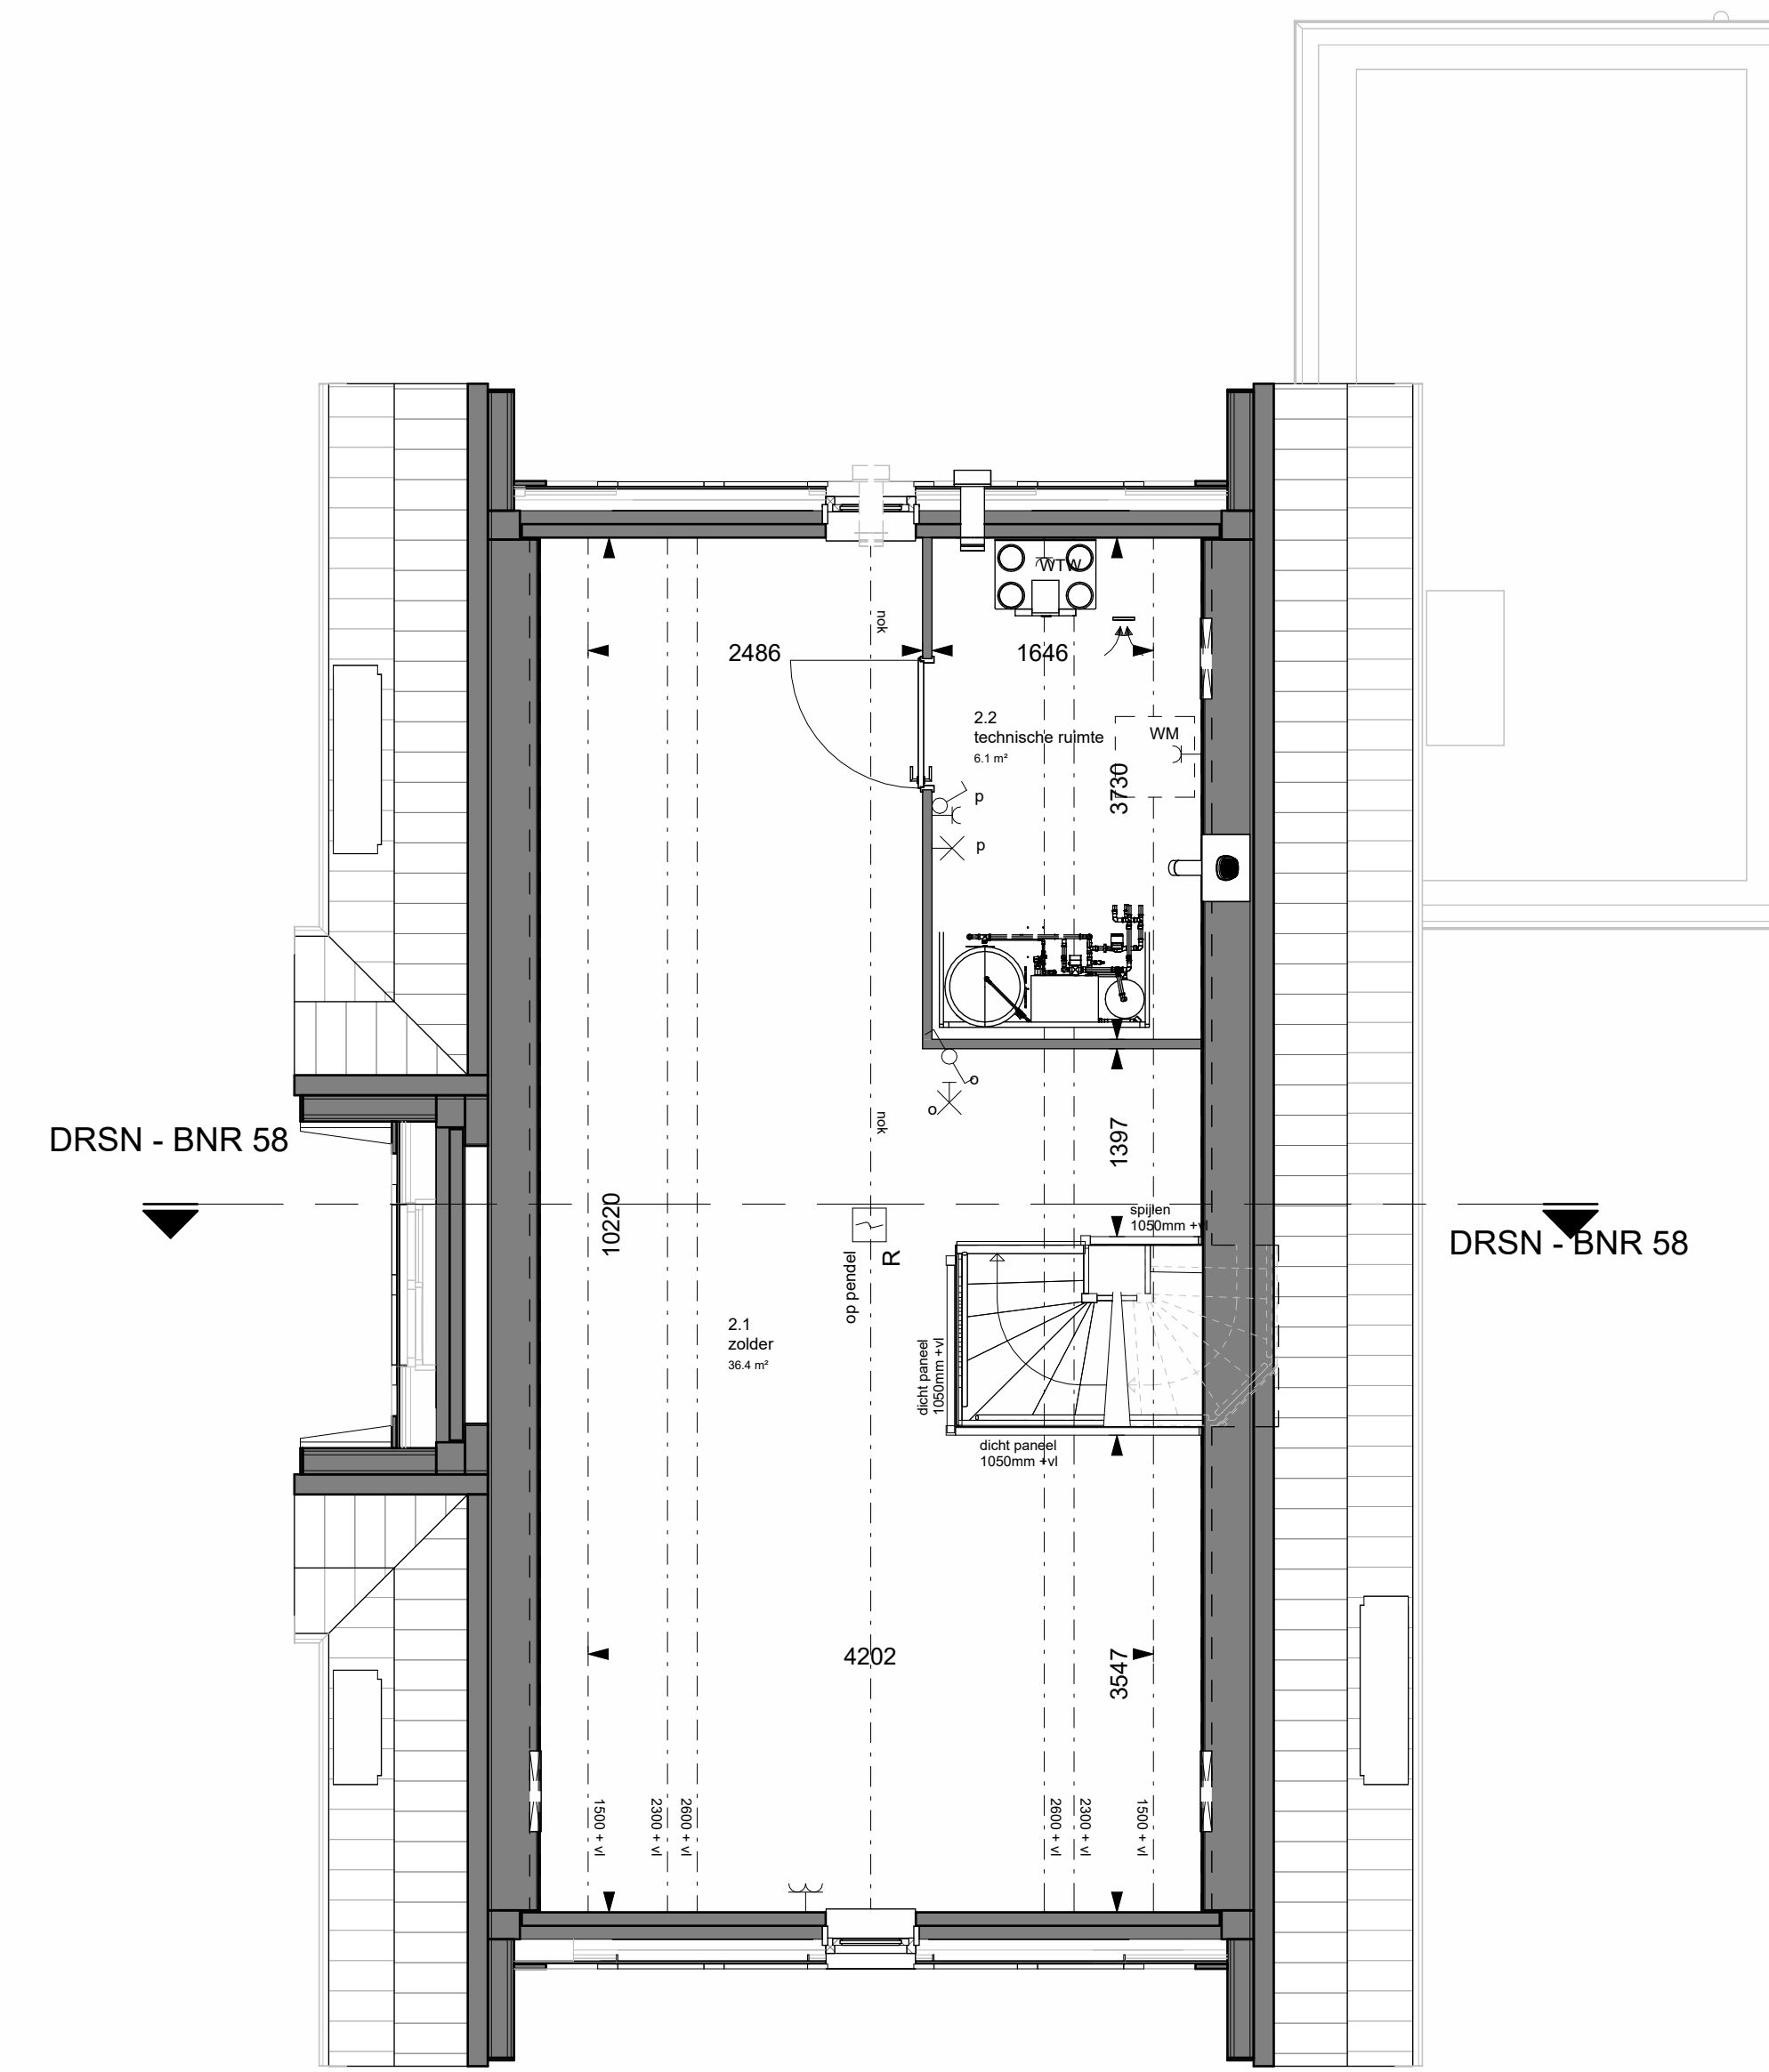 WTW
nok
2486
1646
2.2
technische ruimte
6.1 m²
WM
3730
p
p
o
o
nok
1397
DRSN - BNR 58
10220
spijlen
1050mm +vl
DRSN - BNR 58
R
op pendel
2.1
zolder
36.4 m²
dicht paneel
1050mm +vl
dicht paneel
1050mm +vl
4202
3547
1500 + vl
2300 + vl
2600 + vl
2600 + vl
2300 + vl
1500 + vl